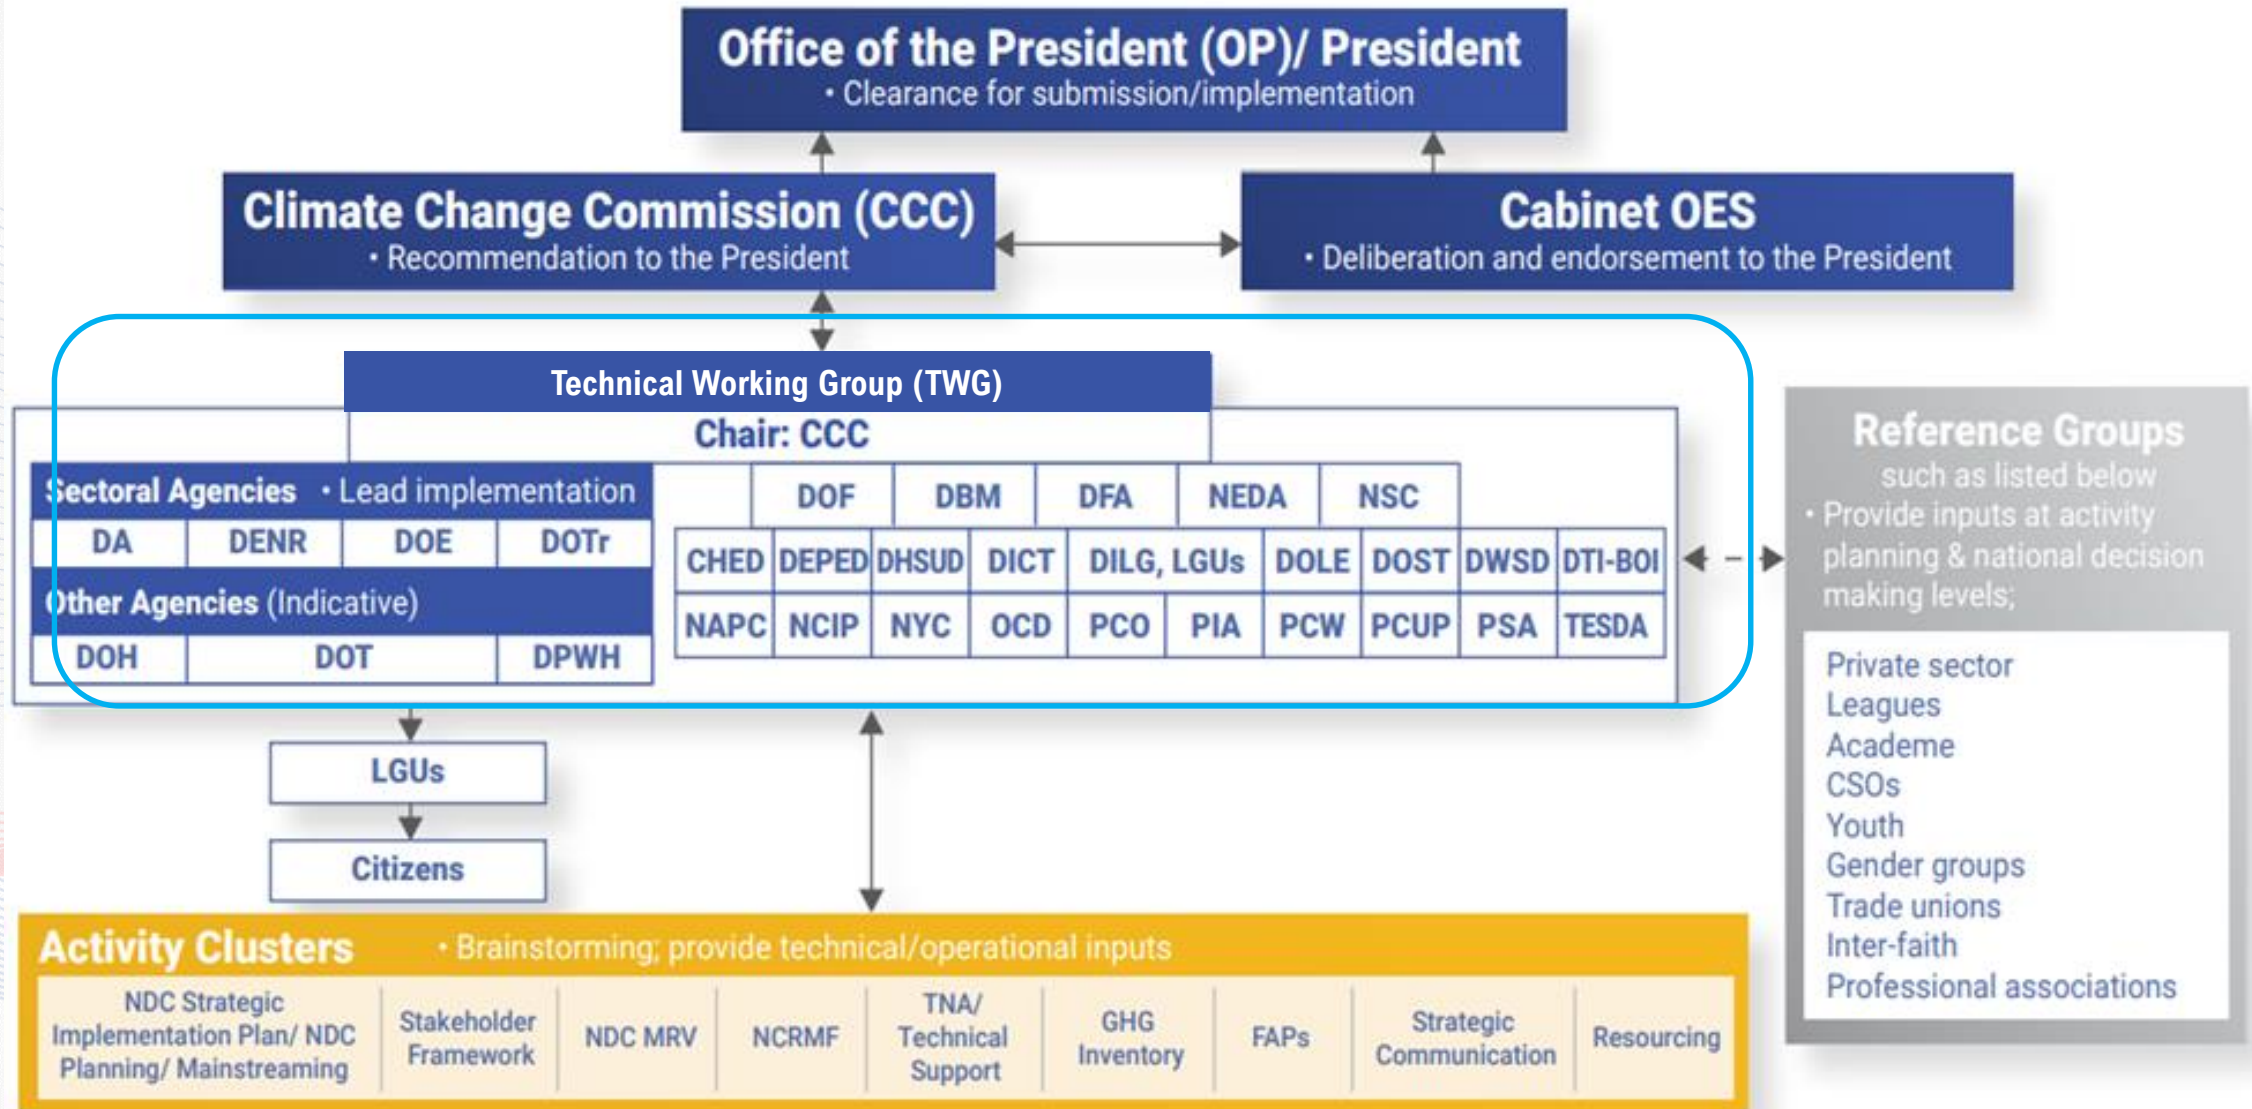 Office of the President (OP)/ President
• Clearance for submission/implementation
Climate Change Commission (CCC)
• Recommendation to the President
Cabinet OES
• Deliberation and endorsement to the President
Technical Working Group (TWG)
Chair: CCC
Sectoral Agencies • Lead implementation
DA DENR DOE DOTr
Other Agencies (Indicative)
DOH DOT DPWH
DOF DBM DFA NEDA NSC
CHED DEPED DHSUD DICT DILG, LGUs DOLE DOST DWSD DTI-BOI
NAPC NCIP NYC OCD PCO PIA PCW PCUP PSA TESDA
Reference Groups
such as listed below
• Provide inputs at activity
planning & national decision
making levels;
Private sector
Leagues
Academe
CSOs
Youth
Gender groups
Trade unions
Inter-faith
Professional associations
LGUs
Citizens
Activity Clusters • Brainstorming; provide technical/operational inputs
NDC Strategic
Implementation Plan/ NDC
Planning/ Mainstreaming
Stakeholder
Framework
NDC MRV
NCRMF
TNA/
Technical
Support
GHG
Inventory
FAPs
Strategic
Communication
Resourcing